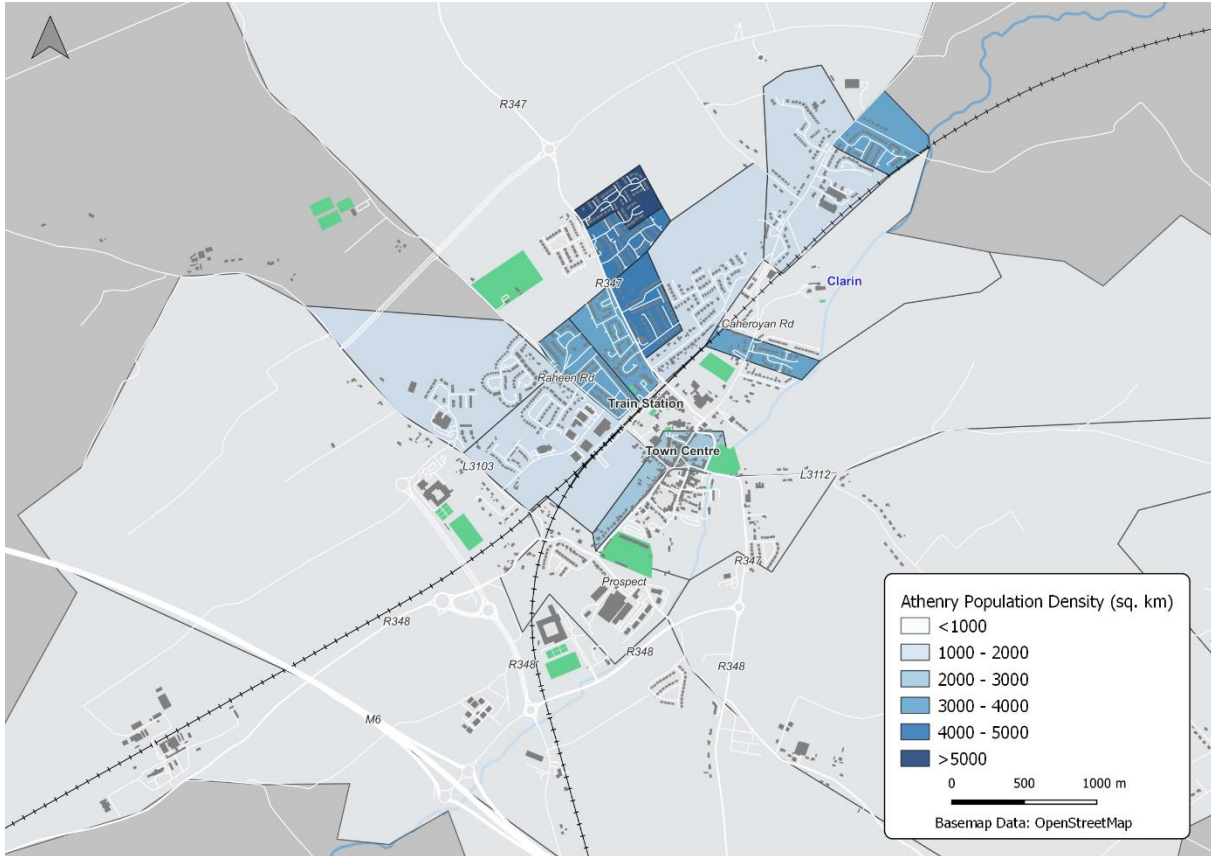 R347
Clarin
R347
Caheroyan Rd
Raheen Rd
Train Station
Town Centre
L3103
L3112
R347
Prospect
R348
R348
R348
R348
M6
Athenry Population Density (sq. km)
<1000
1000 - 2000
2000 - 3000
3000 - 4000
4000 - 5000
>5000
0 500 1000 m
Basemap Data: OpenStreetMap